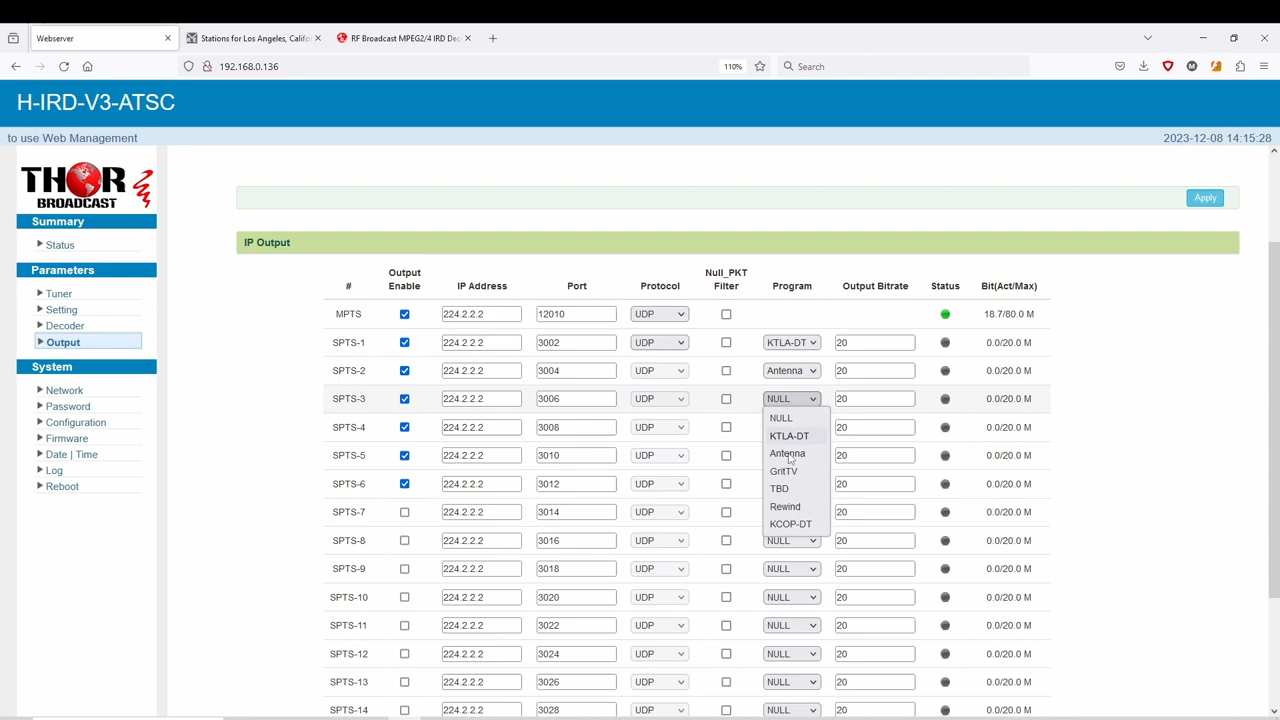 Webserver
Stations for Los Angeles, Califo
RF Broadcast MPEG2/4 IRD Dec
192.168.0.136
110%
Search
H-IRD-V3-ATSC
to use Web Management
2023-12-08 14:15:28
THOR
BROADCAST
Summary
Status
Parameters
Tuner
Setting
Decoder
Output
System
Network
Password
Configuration
Firmware
Date | Time
Log
Reboot
Apply
IP Output
# Output Enable IP Address Port Protocol Null_PKT Filter Program Output Bitrate Status Bit(Act/Max)
MPTS 224.2.2.2 12010 UDP 18.7/80.0 M
SPTS-1 224.2.2.2 3002 UDP KTLA-DT 20 0.0/20.0 M
SPTS-2 224.2.2.2 3004 UDP Antenna 20 0.0/20.0 M
SPTS-3 224.2.2.2 3006 UDP NULL 20 0.0/20.0 M
SPTS-4 224.2.2.2 3008 UDP 20 0.0/20.0 M
SPTS-5 224.2.2.2 3010 UDP 20 0.0/20.0 M
SPTS-6 224.2.2.2 3012 UDP 20 0.0/20.0 M
SPTS-7 224.2.2.2 3014 UDP 20 0.0/20.0 M
SPTS-8 224.2.2.2 3016 UDP NULL 20 0.0/20.0 M
SPTS-9 224.2.2.2 3018 UDP NULL 20 0.0/20.0 M
SPTS-10 224.2.2.2 3020 UDP NULL 20 0.0/20.0 M
SPTS-11 224.2.2.2 3022 UDP NULL 20 0.0/20.0 M
SPTS-12 224.2.2.2 3024 UDP NULL 20 0.0/20.0 M
SPTS-13 224.2.2.2 3026 UDP NULL 20 0.0/20.0 M
SPTS-14 224.2.2.2 3028 UDP NULL 20 0.0/20.0 M
NULL
KTLA-DT
Antenna
GritTV
TBD
Rewind
KCOP-DT